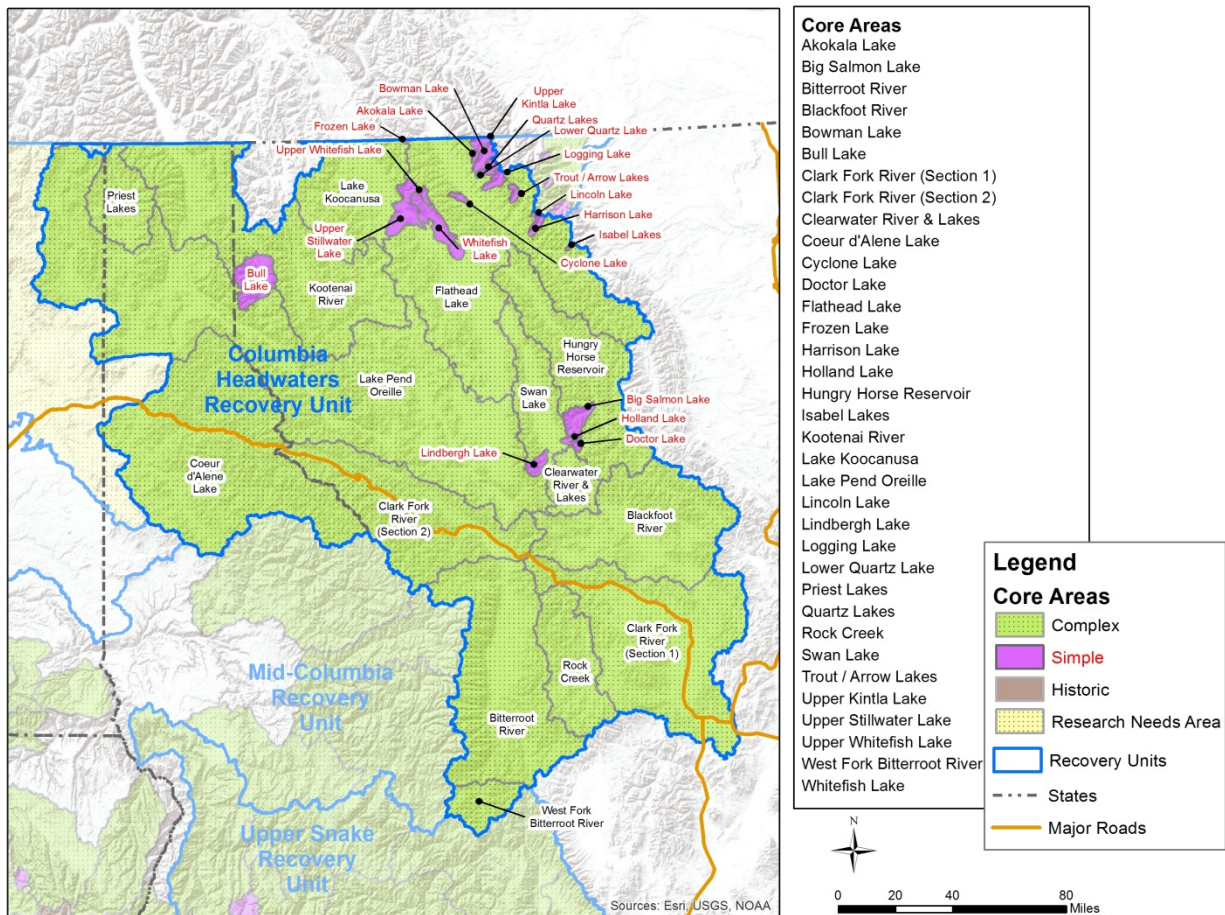 Bowman Lake
Upper
Kintla Lake
Akokala Lake
Quartz Lakes
Frozen Lake
Lower Quartz Lake
Upper Whitefish Lake
Logging Lake
Lake
Koocanusa
Trout / Arrow Lakes
Priest
Lakes
Lincoln Lake
Harrison Lake
Upper
Stillwater
Lake
Whitefish
Lake
Isabel Lakes
Cyclone Lake
Bull
Lake
Kootenai
River
Flathead
Lake
Hungry
Horse
Reservoir
Columbia
Headwaters
Recovery Unit
Lake Pend
Oreille
Swan
Lake
Big Salmon Lake
Holland Lake
Doctor Lake
Lindbergh Lake
Coeur
d'Alene
Lake
Clearwater
River &
Lakes
Clark Fork
River
(Section 2)
Blackfoot
River
Clark Fork
River
(Section 1)
Rock
Creek
Mid-Columbia
Recovery
Unit
Bitterroot
River
West Fork
Bitterroot River
Upper Snake
Recovery
Unit
Sources: Esri, USGS, NOAA
Core Areas
Akokala Lake
Big Salmon Lake
Bitterroot River
Blackfoot River
Bowman Lake
Bull Lake
Clark Fork River (Section 1)
Clark Fork River (Section 2)
Clearwater River & Lakes
Coeur d'Alene Lake
Cyclone Lake
Doctor Lake
Flathead Lake
Frozen Lake
Harrison Lake
Holland Lake
Hungry Horse Reservoir
Isabel Lakes
Kootenai River
Lake Koocanusa
Lake Pend Oreille
Lincoln Lake
Lindbergh Lake
Logging Lake
Lower Quartz Lake
Priest Lakes
Quartz Lakes
Rock Creek
Swan Lake
Trout / Arrow Lakes
Upper Kintla Lake
Upper Stillwater Lake
Upper Whitefish Lake
West Fork Bitterroot River
Whitefish Lake
Legend
Core Areas
Complex
Simple
Historic
Research Needs Area
Recovery Units
States
Major Roads
N
0 20 40 80
Miles